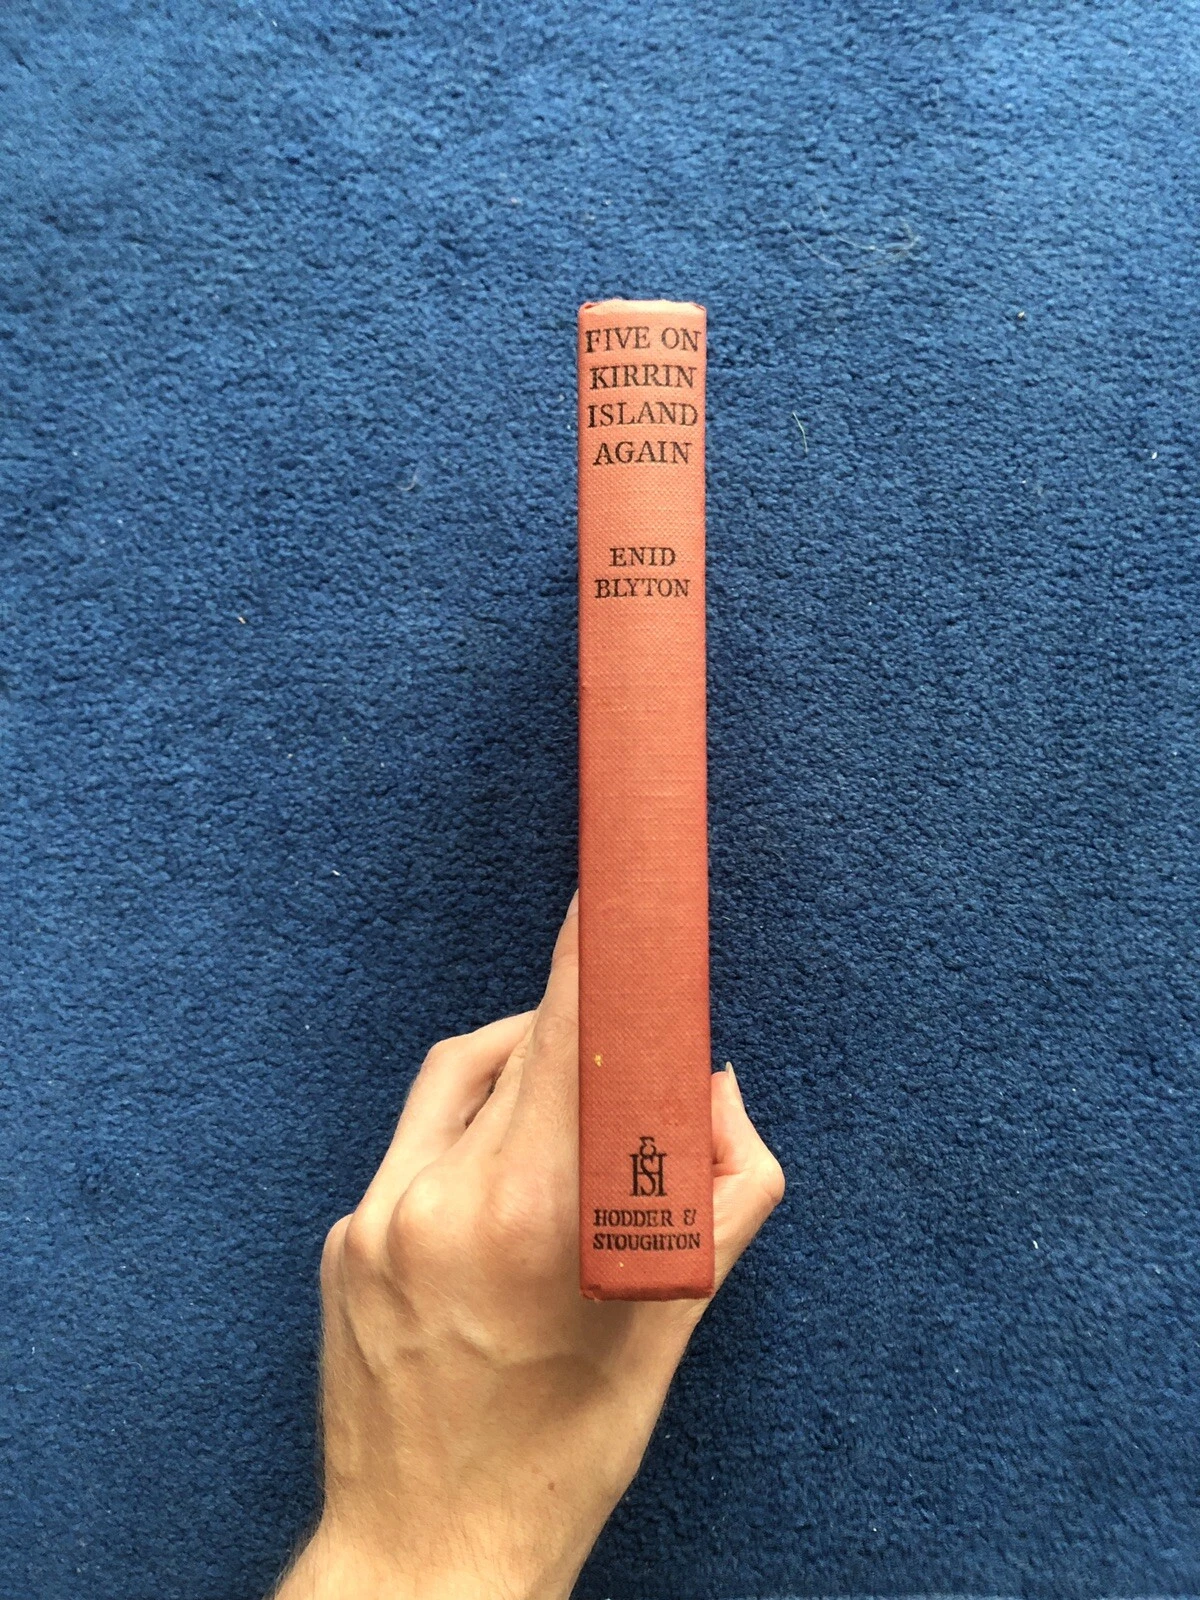 FIVE ON
KIRRIN
ISLAND
AGAIN
ENID
BLYTON
H&S
HODDER &
STOUGHTON